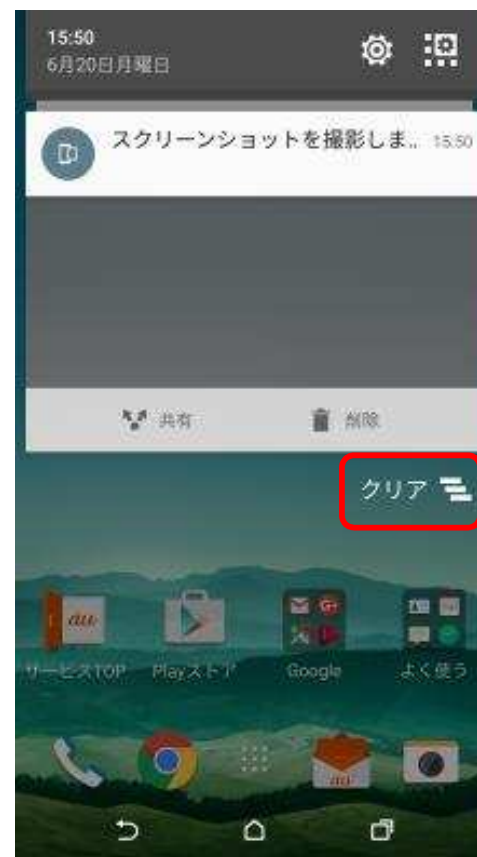 15:50
6月20日月曜日
スクリーンショットを撮影しま.. 15:50
共有
削除
クリア
G+
au
サービスTOP
Playストア
Google
よく使う
au